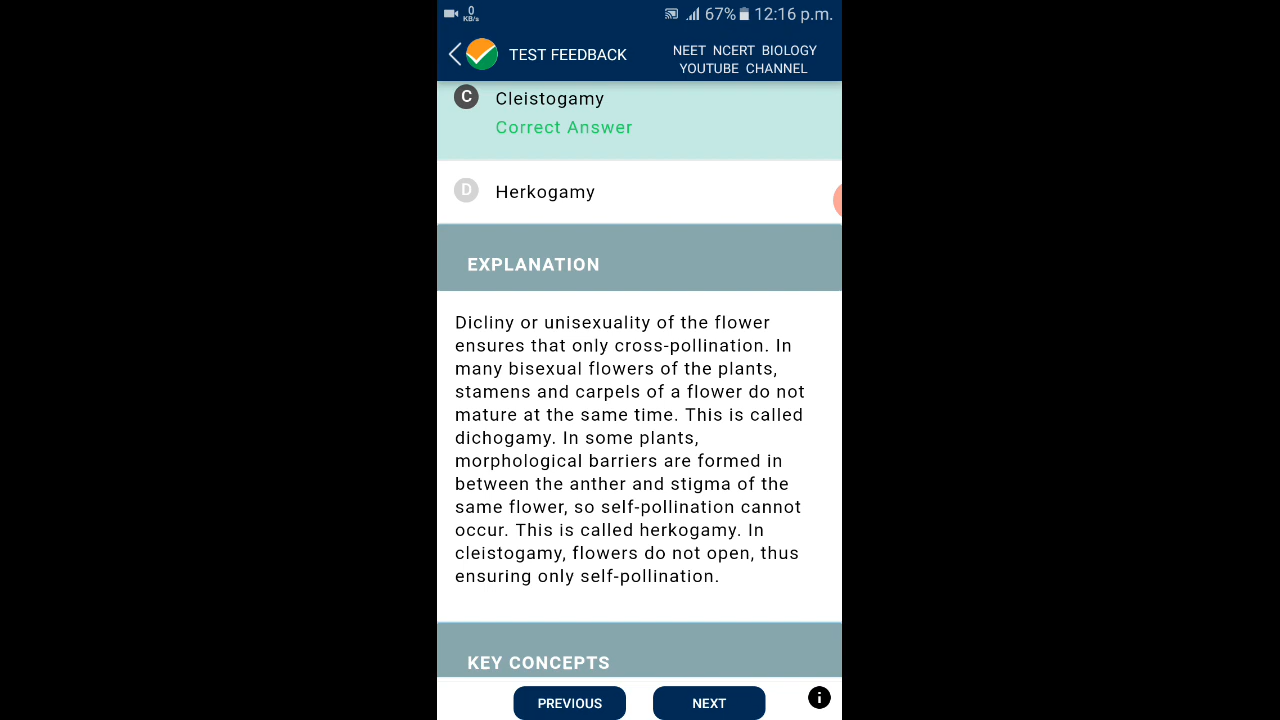 0
KB/s
67% 12:16 p.m.
TEST FEEDBACK
NEET NCERT BIOLOGY
YOUTUBE CHANNEL
C Cleistogamy
Correct Answer
D Herkogamy
EXPLANATION
Dicliny or unisexuality of the flower
ensures that only cross-pollination. In
many bisexual flowers of the plants,
stamens and carpels of a flower do not
mature at the same time. This is called
dichogamy. In some plants,
morphological barriers are formed in
between the anther and stigma of the
same flower, so self-pollination cannot
occur. This is called herkogamy. In
cleistogamy, flowers do not open, thus
ensuring only self-pollination.
KEY CONCEPTS
PREVIOUS NEXT i